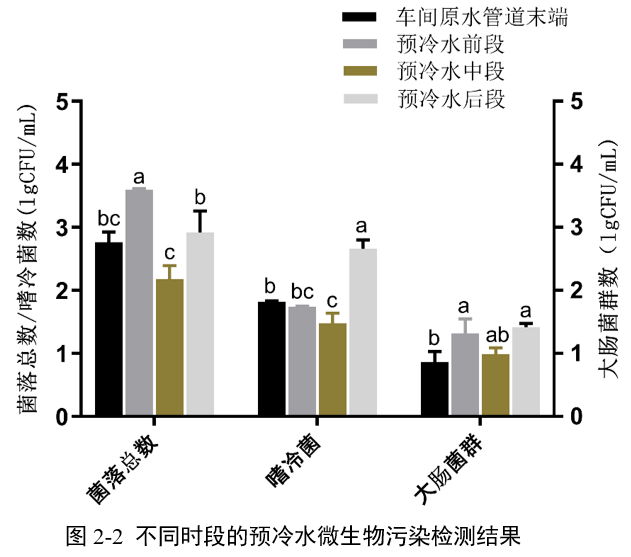 车间原水管道末端
预冷水前段
预冷水中段
预冷水后段
菌落总数/嗜冷菌数(lgCFU/mL)
5
4
3
2
1
0
bc
a
c
b
b
bc
c
a
b
a
ab
a
5
4
3
2
1
0
大肠菌群数 (lgCFU/mL)
菌落总数
嗜冷菌
大肠菌群
图 2-2 不同时段的预冷水微生物污染检测结果